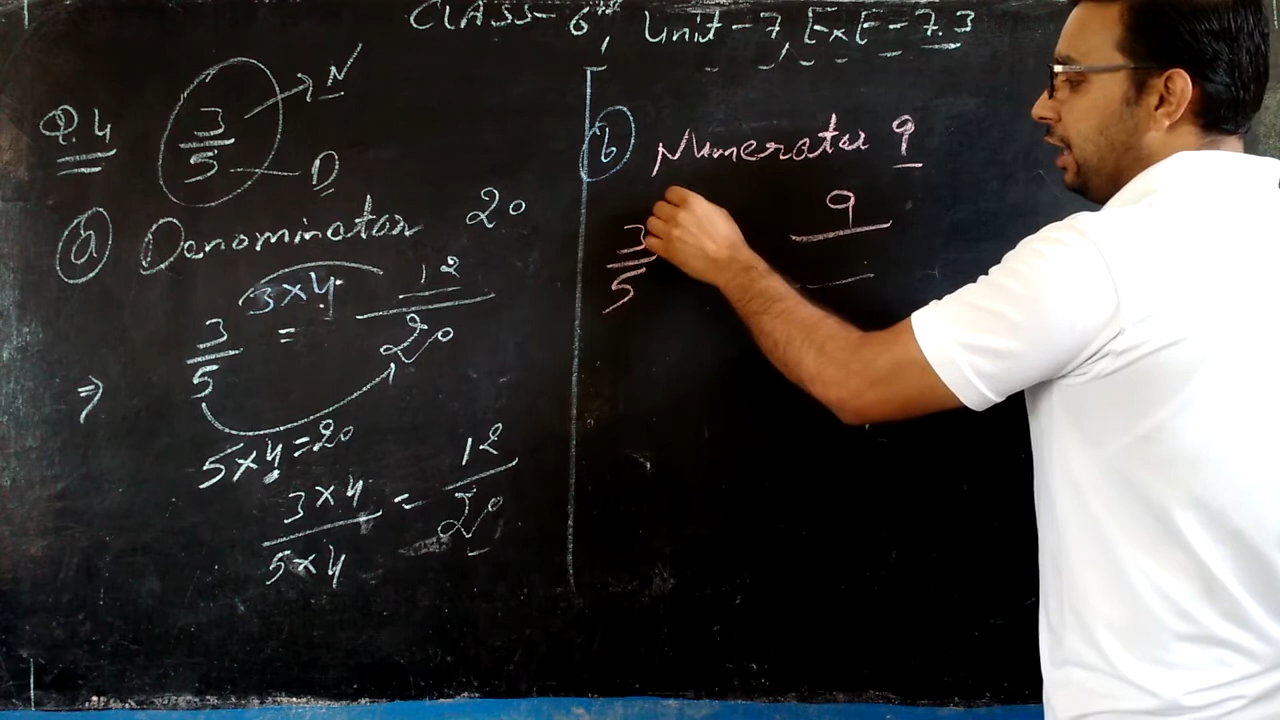 CLASS-6th, Unit-7, ExE-7.3
Q.4 3/5 N
D
a Denominator 20
3×4 12
3/5 = 20
⇒
5×4=20
3×4/5×4 = 12/20
b Numerator 9
3/5 9